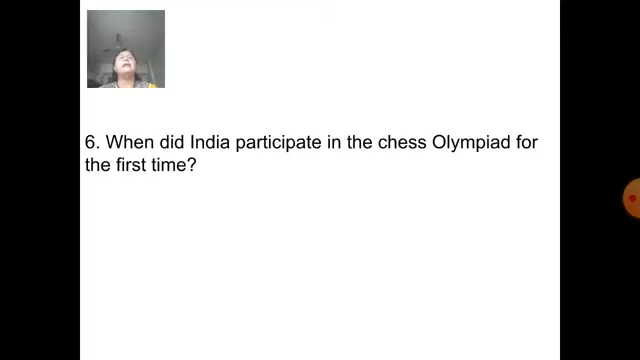 6. When did India participate in the chess Olympiad for
the first time?